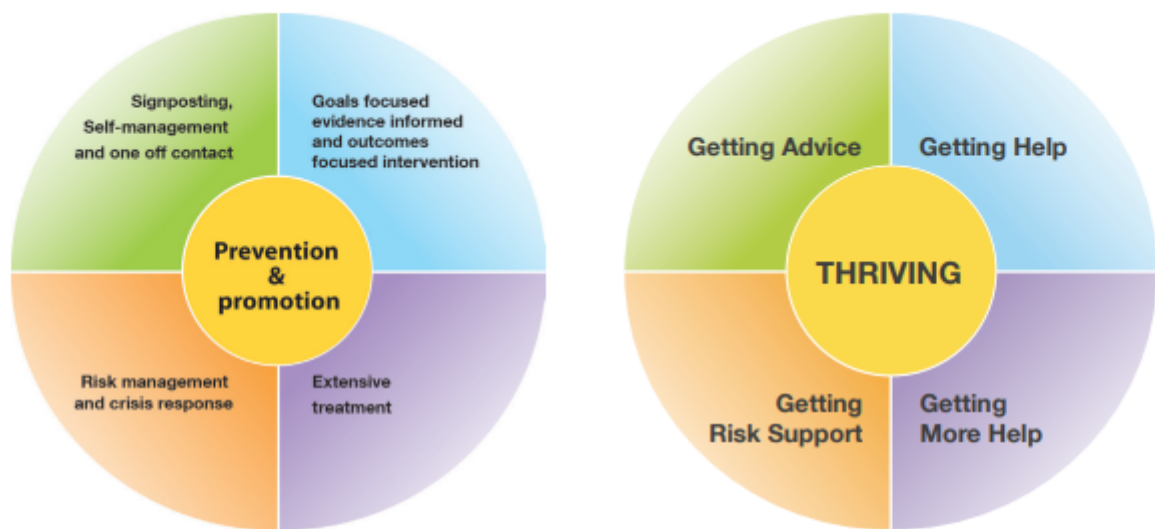 Signposting,
Self-management
and one off contact
Goals focused
evidence informed
and outcomes
focused intervention
Prevention
&
promotion
Risk management
and crisis response
Extensive
treatment
Getting Advice
Getting Help
THRIVING
Getting
Risk Support
Getting
More Help